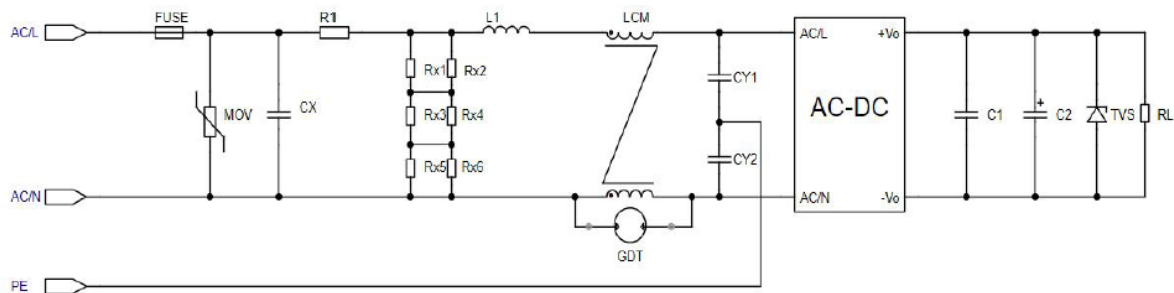 FUSE R1 L1 LCM
AC/L AC/L +Vo
Rx1 Rx2 CY1
MOV CX Rx3 Rx4 AC-DC C1 + C2 TVS RL
Rx5 Rx6 CY2
AC/N AC/N -Vo
GDT
PE